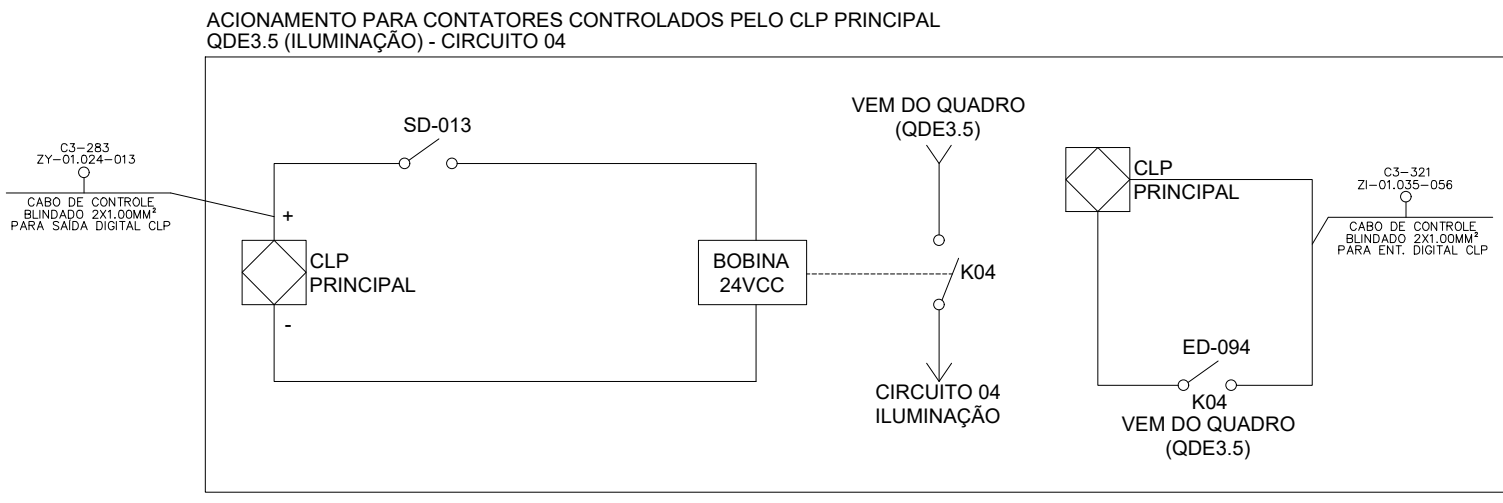 ACIONAMENTO PARA CONTATORES CONTROLADOS PELO CLP PRINCIPAL
QDE3.5 (ILUMINAÇÃO) - CIRCUITO 04
C3-283
ZY-01.024-013
CABO DE CONTROLE
BLINDADO 2X1.00MM²
PARA SAÍDA DIGITAL CLP
SD-013
+
CLP
PRINCIPAL
-
BOBINA
24VCC
VEM DO QUADRO
(QDE3.5)
K04
CIRCUITO 04
ILUMINAÇÃO
CLP
PRINCIPAL
ED-094
K04
VEM DO QUADRO
(QDE3.5)
C3-321
ZI-01.035-056
CABO DE CONTROLE
BLINDADO 2X1.00MM²
PARA ENT. DIGITAL CLP